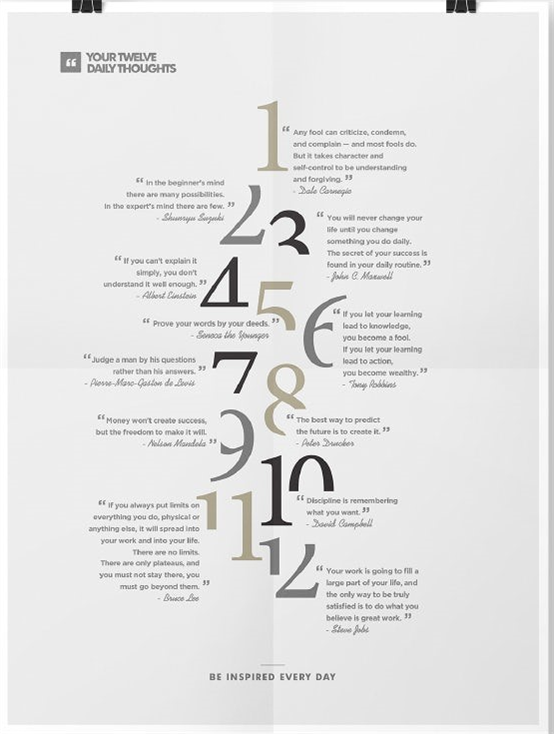 YOUR TWELVE
DAILY THOUGHTS
1
“ Any fool can criticize, condemn,
and complain — and most fools do.
But it takes character and
self-control to be understanding
and forgiving. ”
- Dale Carnegie
2
“ In the beginner's mind
there are many possibilities.
In the expert's mind there are few. ”
- Shunryu Suzuki
3
“ You will never change your
life until you change
something you do daily.
The secret of your success is
found in your daily routine. ”
- John C. Maxwell
4
“ If you can't explain it
simply, you don't
understand it well enough. ”
- Albert Einstein
5
“ Prove your words by your deeds. ”
- Seneca the Younger
6
“ If you let your learning
lead to knowledge,
you become a fool.
If you let your learning
lead to action,
you become wealthy. ”
- Tony Robbins
7
“ Judge a man by his questions
rather than his answers. ”
- Pierre-Marc-Gaston de Levis
8
“ The best way to predict
the future is to create it. ”
- Peter Drucker
9
“ Money won't create success,
but the freedom to make it will.
- Nelson Mandela ”
10
“ Discipline is remembering
what you want. ”
- David Campbell
11
“ If you always put limits on
everything you do, physical or
anything else, it will spread into
your work and into your life.
There are no limits.
There are only plateaus, and
you must not stay there, you
must go beyond them. ”
- Bruce Lee
12
“ Your work is going to fill a
large part of your life, and
the only way to be truly
satisfied is to do what you
believe is great work. ”
- Steve Jobs
BE INSPIRED EVERY DAY